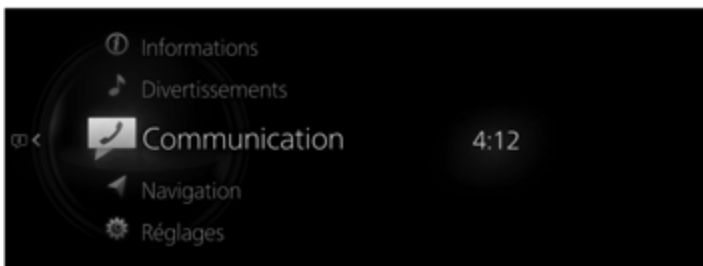 Informations
Divertissements
Communication
4:12
Navigation
Réglages